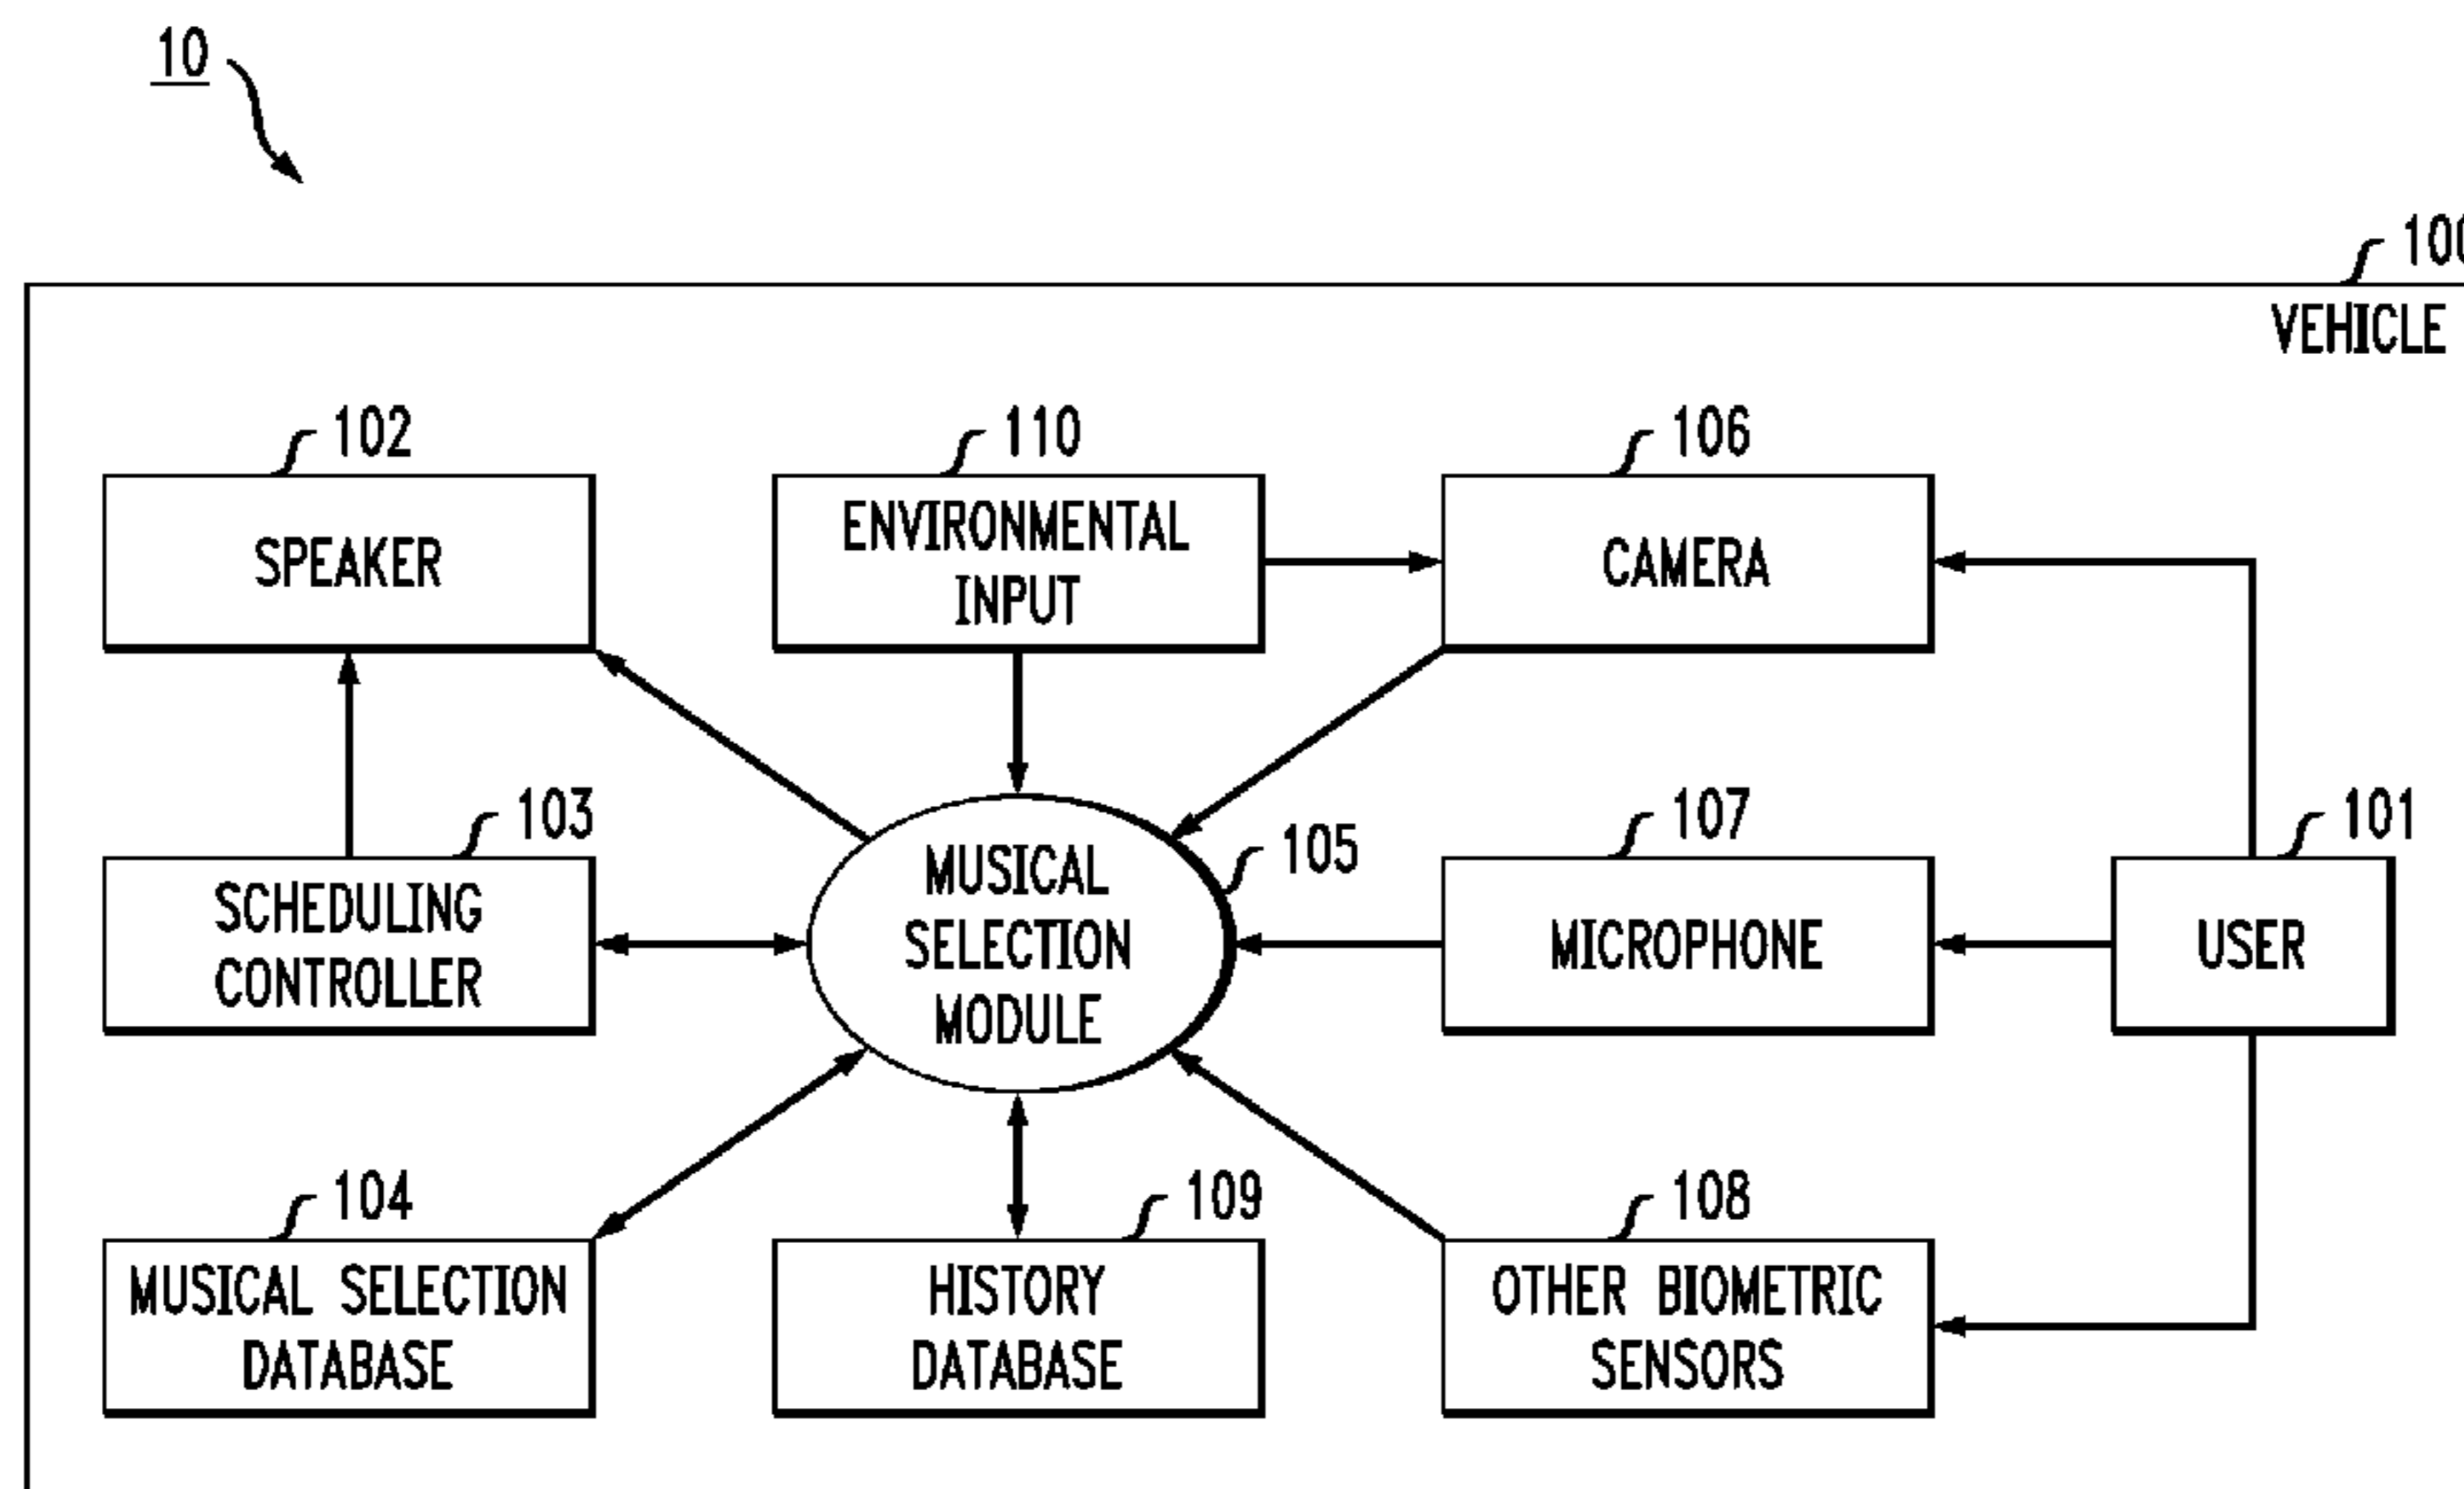 10
100
VEHICLE
102
110
106
SPEAKER
ENVIRONMENTAL
INPUT
CAMERA
103
105
107
101
SCHEDULING
CONTROLLER
MUSICAL
SELECTION
MODULE
MICROPHONE
USER
104
109
108
MUSICAL SELECTION
DATABASE
HISTORY
DATABASE
OTHER BIOMETRIC
SENSORS